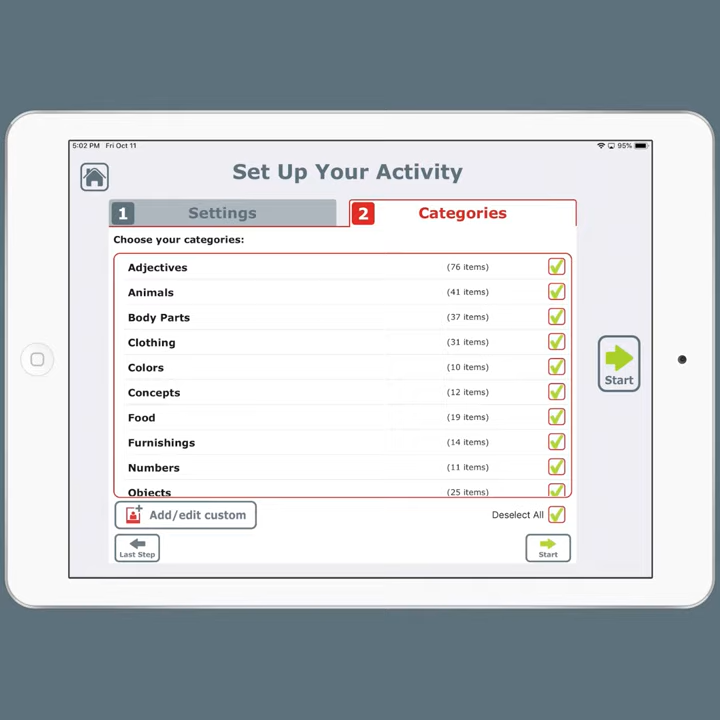 5:02 PM Fri Oct 11 95%
Set Up Your Activity
1 Settings 2 Categories
Choose your categories:
Adjectives (76 items)
Animals (41 items)
Body Parts (37 items)
Clothing (31 items)
Colors (10 items)
Concepts (12 items)
Food (19 items)
Furnishings (14 items)
Numbers (11 items)
Objects (25 items)
Start
Add/edit custom Deselect All
Last Step Start